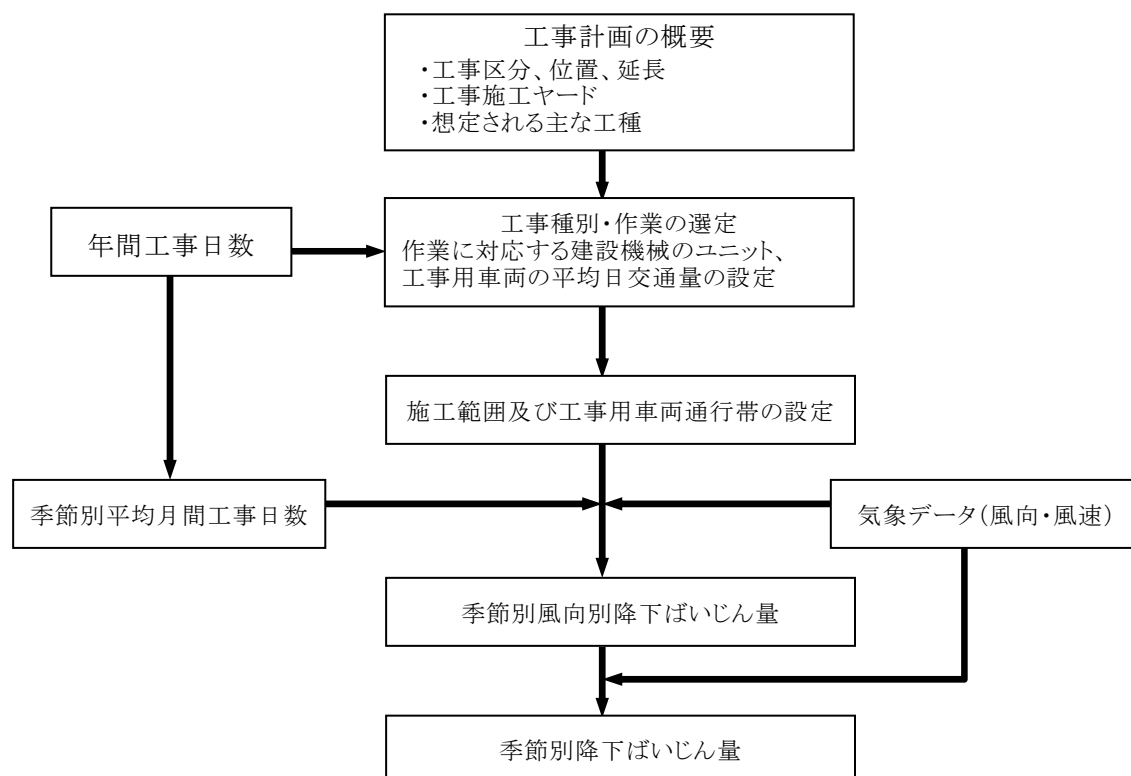 工事計画の概要
・工事区分、位置、延長
・工事施工ヤード
・想定される主な工種
年間工事日数
工事種別・作業の選定
作業に対応する建設機械のユニット、
工事用車両の平均日交通量の設定
施工範囲及び工事用車両通行帯の設定
季節別平均月間工事日数
気象データ(風向・風速)
季節別風向別降下ばいじん量
季節別降下ばいじん量